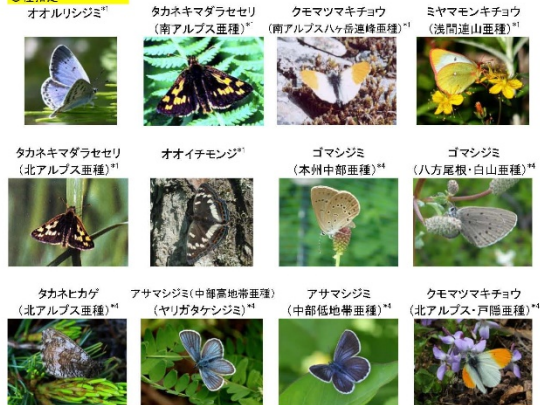 オオルリシジミ*1
タカネキマダラセセリ
(南アルプス亜種)*1
クモマツマキチョウ
(南アルプス八ヶ岳連峰亜種)*1
ミヤマモンキチョウ
(浅間連山亜種)*1
タカネキマダラセセリ
(北アルプス亜種)*1
オオイチモンジ*1
ゴマシジミ
(本州中部亜種)*4
ゴマシジミ
(八方尾根・白山亜種)*4
タカネヒカゲ
(北アルプス亜種)*4
アサマシジミ(中部高地帯亜種)
(ヤリガタケシジミ)*4
アサマシジミ
(中部低地帯亜種)*4
クモマツマキチョウ
(北アルプス・戸隠亜種)*4